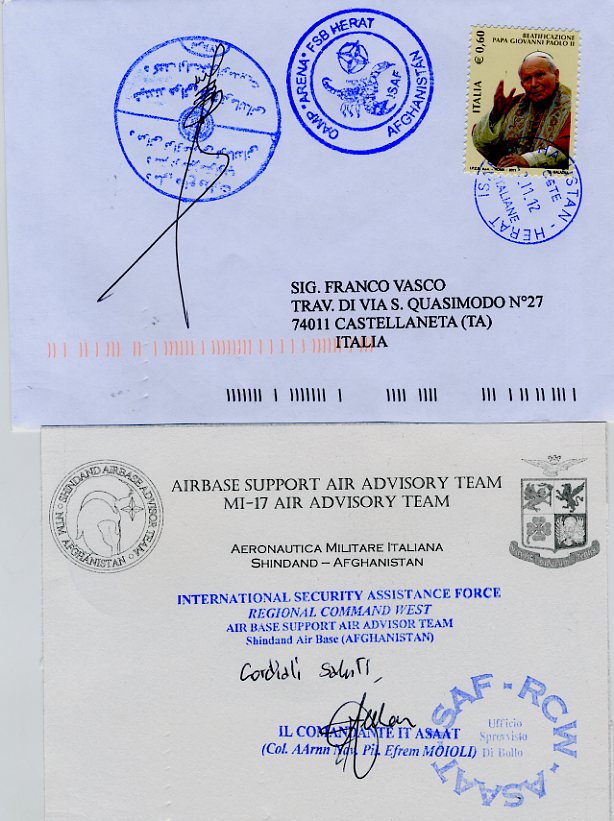 CAMP "ARENA" FSB HERAT
ISAF
AFGHANISTAN
BEATIFICAZIONE
PAPA GIOVANNI PAOLO II
€ 0,60
ITALIA
2011
STAN - HERAT
11.12
SIG. FRANCO VASCO
TRAV. DI VIA S. QUASIMODO N°27
74011 CASTELLANETA (TA)
ITALIA
SHINDAND AIRBASE ADVISOR TEAM
NTM AFGHANISTAN
AIRBASE SUPPORT AIR ADVISORY TEAM
MI-17 AIR ADVISORY TEAM
AERONAUTICA MILITARE ITALIANA
SHINDAND – AFGHANISTAN
INTERNATIONAL SECURITY ASSISTANCE FORCE
REGIONAL COMMAND WEST
AIR BASE SUPPORT AIR ADVISOR TEAM
Shindand Air Base (AFGHANISTAN)
Cordiali saluti,
IL COMANDANTE IT ASAAT
(Col. AArnn Nav. Pil. Efrem MOIOLI)
ASAAT - ISAF - RCW -
Ufficio
Sprovvisto
Di Bollo